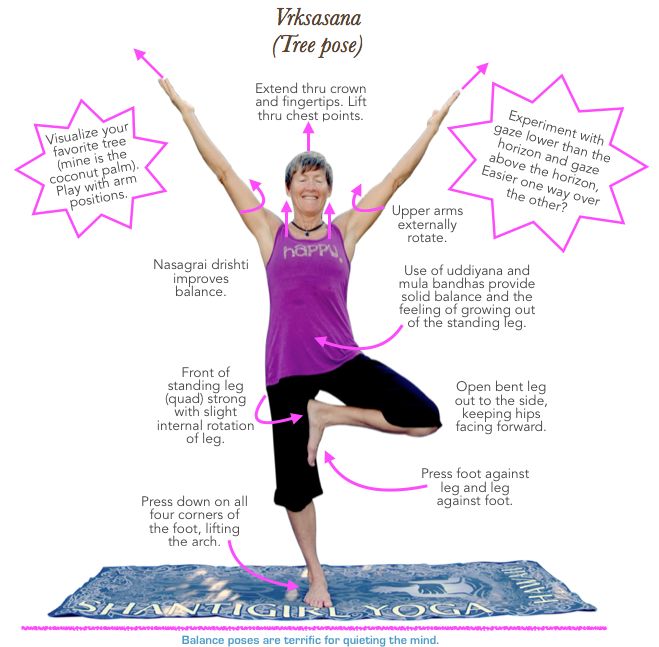 Vrksasana
(Tree pose)
Extend thru crown
and fingertips. Lift
thru chest points.
Visualize your
favorite tree
(mine is the
coconut palm).
Play with arm
positions.
Experiment with
gaze lower than the
horizon and gaze
above the horizon,
Easier one way over
the other?
Upper arms
externally
rotate.
happy.
Nasagrai drishti
improves
balance.
Use of uddiyana and
mula bandhas provide
solid balance and the
feeling of growing out
of the standing leg.
Front of
standing leg
(quad) strong
with slight
internal rotation
of leg.
Open bent leg
out to the side,
keeping hips
facing forward.
Press foot against
leg and leg
against foot.
Press down on all
four corners of
the foot, lifting
the arch.
SHANTIGIRL YOGA
HAWAII
Balance poses are terrific for quieting the mind.